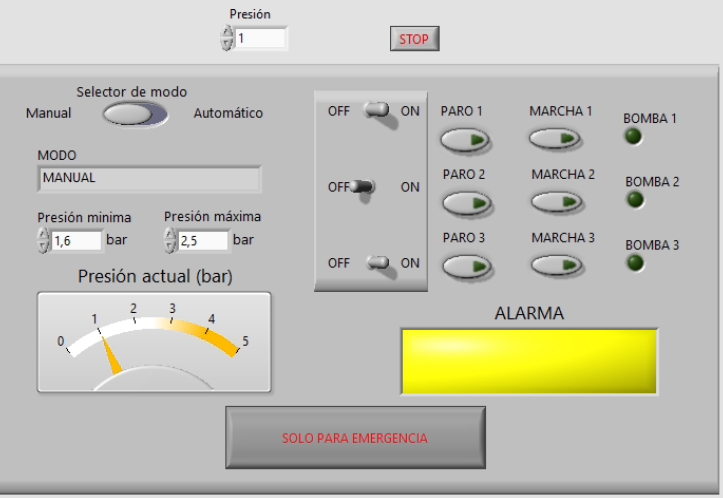 Presión
1
STOP
Selector de modo
Manual
Automático
MODO
MANUAL
Presión minima
Presión máxima
1,6
bar
2,5
bar
Presión actual (bar)
0
1
2
3
4
5
OFF
ON
OFF
ON
OFF
ON
PARO 1
MARCHA 1
BOMBA 1
PARO 2
MARCHA 2
BOMBA 2
PARO 3
MARCHA 3
BOMBA 3
ALARMA
SOLO PARA EMERGENCIA